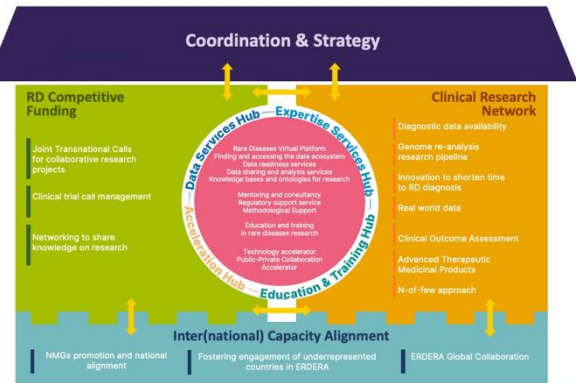 Coordination & Strategy
RD Competitive
Funding
Joint Transnational Calls
for collaborative research
projects
Clinical trial call management
Networking to share
knowledge on research
Data Services Hub
Expertise Services Hub
Acceleration Hub
Education & Training Hub
Rare Diseases Virtual Platform
Finding and accessing the data ecosystem
Data readiness services
Data sharing and analysis services
Knowledge bases and ontologies for research
Mentoring and consultancy
Regulatory support service
Methodological Support
Education and training
in rare diseases research
Technology accelerator
Public-Private Collaboration
Accelerator
Clinical Research
Network
Diagnostic data availability
Genome re-analysis
research pipeline
Innovation to shorten time
to RD diagnosis
Real world data
Clinical Outcome Assessment
Advanced Therapeutic
Medicinal Products
N-of-few approach
Inter(national) Capacity Alignment
NMGs promotion and national
alignment
Fostering engagement of underrepresented
countries in ERDERA
ERDERA Global Collaboration